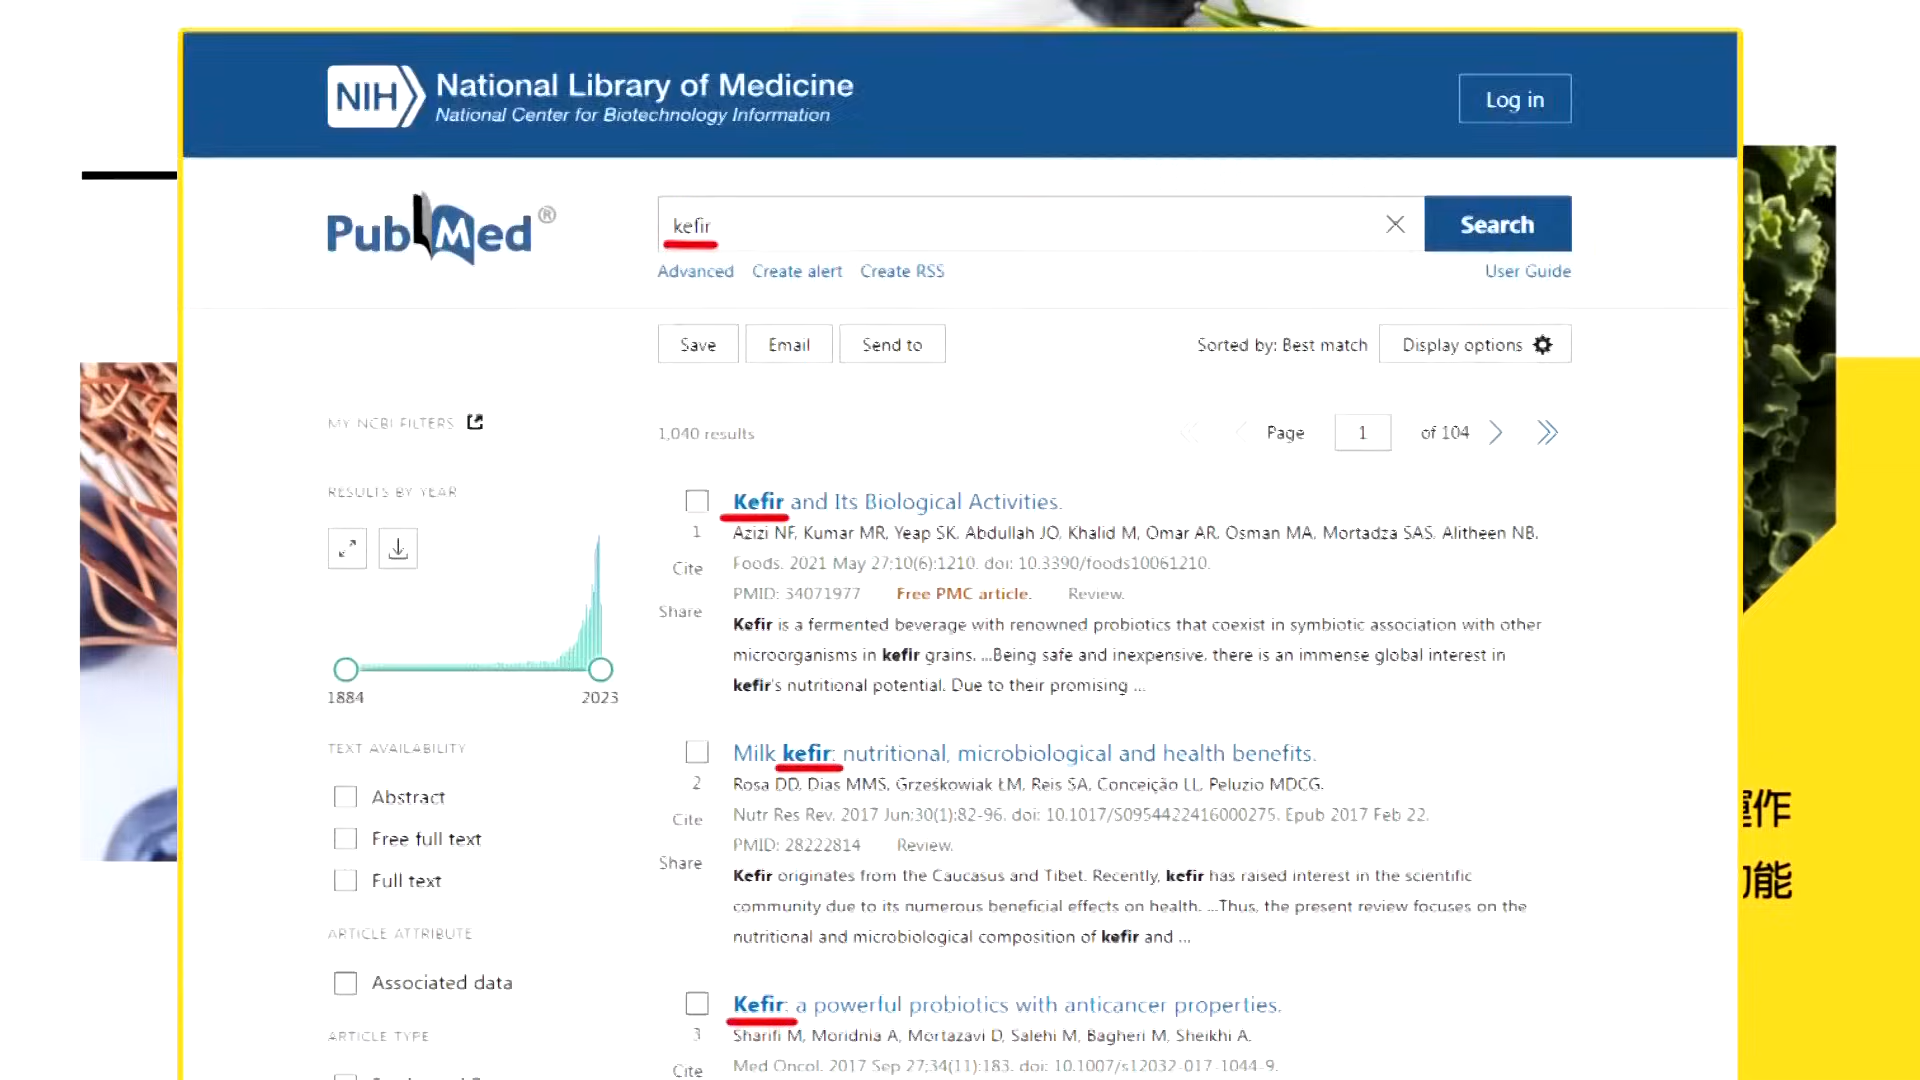 NIH National Library of Medicine
National Center for Biotechnology Information
Log in
PubMed®
kefir
Search
Advanced Create alert Create RSS
User Guide
Save Email Send to
Sorted by: Best match
Display options
MY NCBI FILTERS
1,040 results
Page 1 of 104
RESULTS BY YEAR
1884 2023
TEXT AVAILABILITY
Abstract
Free full text
Full text
ARTICLE ATTRIBUTE
Associated data
ARTICLE TYPE
Kefir and Its Biological Activities.
1
Azizi NF, Kumar MR, Yeap SK, Abdullah JO, Khalid M, Omar AR, Osman MA, Mortadza SAS, Alitheen NB.
Cite
Foods. 2021 May 27;10(6):1210. doi: 10.3390/foods10061210.
PMID: 34071977 Free PMC article. Review.
Share
Kefir is a fermented beverage with renowned probiotics that coexist in symbiotic association with other
microorganisms in kefir grains. ...Being safe and inexpensive, there is an immense global interest in
kefir's nutritional potential. Due to their promising ...
Milk kefir: nutritional, microbiological and health benefits.
2
Rosa DD, Dias MMS, Grześkowiak ŁM, Reis SA, Conceição LL, Peluzio MDCG.
Cite
Nutr Res Rev. 2017 Jun;30(1):82-96. doi: 10.1017/S0954422416000275. Epub 2017 Feb 22.
PMID: 28222814 Review.
Share
Kefir originates from the Caucasus and Tibet. Recently, kefir has raised interest in the scientific
community due to its numerous beneficial effects on health. ...Thus, the present review focuses on the
nutritional and microbiological composition of kefir and ...
Kefir: a powerful probiotics with anticancer properties.
3
Sharifi M, Moridnia A, Mortazavi D, Salehi M, Bagheri M, Sheikhi A.
Cite
Med Oncol. 2017 Sep 27;34(11):183. doi: 10.1007/s12032-017-1044-9.
作
能